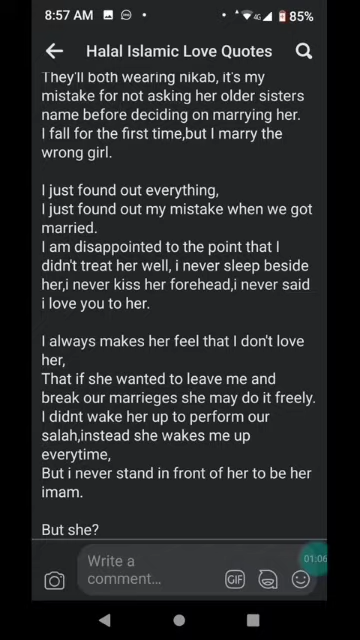 8:57 AM
4G
85%
Halal Islamic Love Quotes
They'll both wearing nikab, it's my
mistake for not asking her older sisters
name before deciding on marrying her.
I fall for the first time,but I marry the
wrong girl.
I just found out everything,
I just found out my mistake when we got
married.
I am disappointed to the point that I
didn't treat her well, i never sleep beside
her,i never kiss her forehead,i never said
i love you to her.
I always makes her feel that I don't love
her,
That if she wanted to leave me and
break our marrieges she may do it freely.
I didnt wake her up to perform our
salah,instead she wakes me up
everytime,
But i never stand in front of her to be her
imam.
But she?
Write a
comment...
GIF
01:06